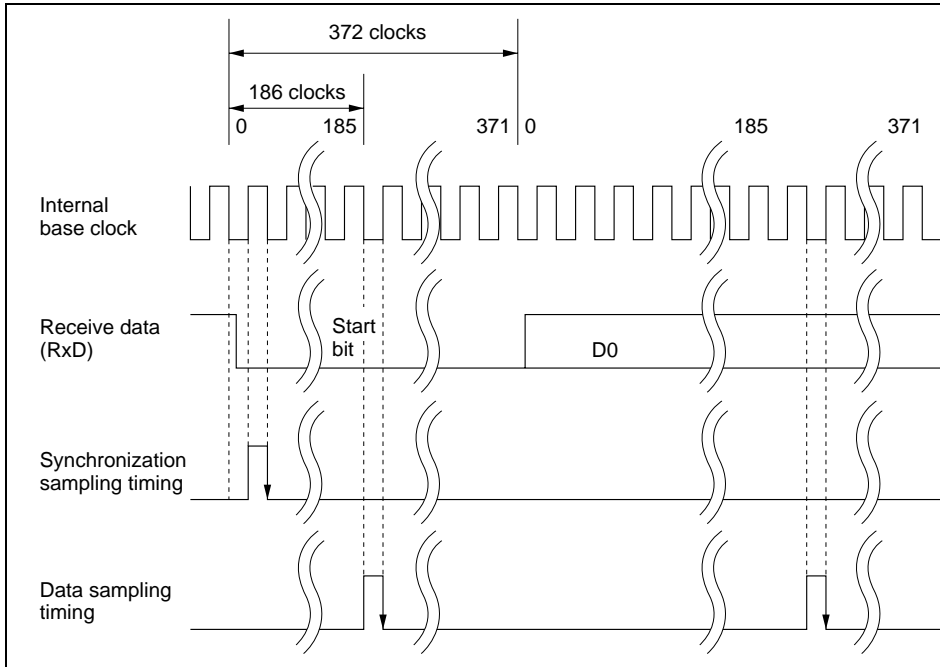 372 clocks
186 clocks
0 185 371 0 185 371
Internal
base clock
Receive data
(RxD)
Start
bit
D0
Synchronization
sampling timing
Data sampling
timing